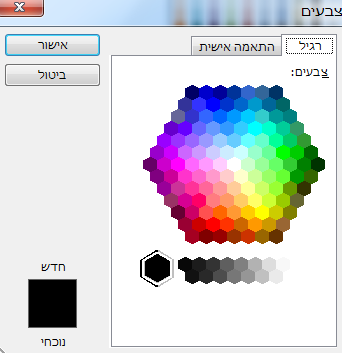 צבעים
רגיל
התאמה אישית
אישור
ביטול
צבעים:
חדש
נוכחי